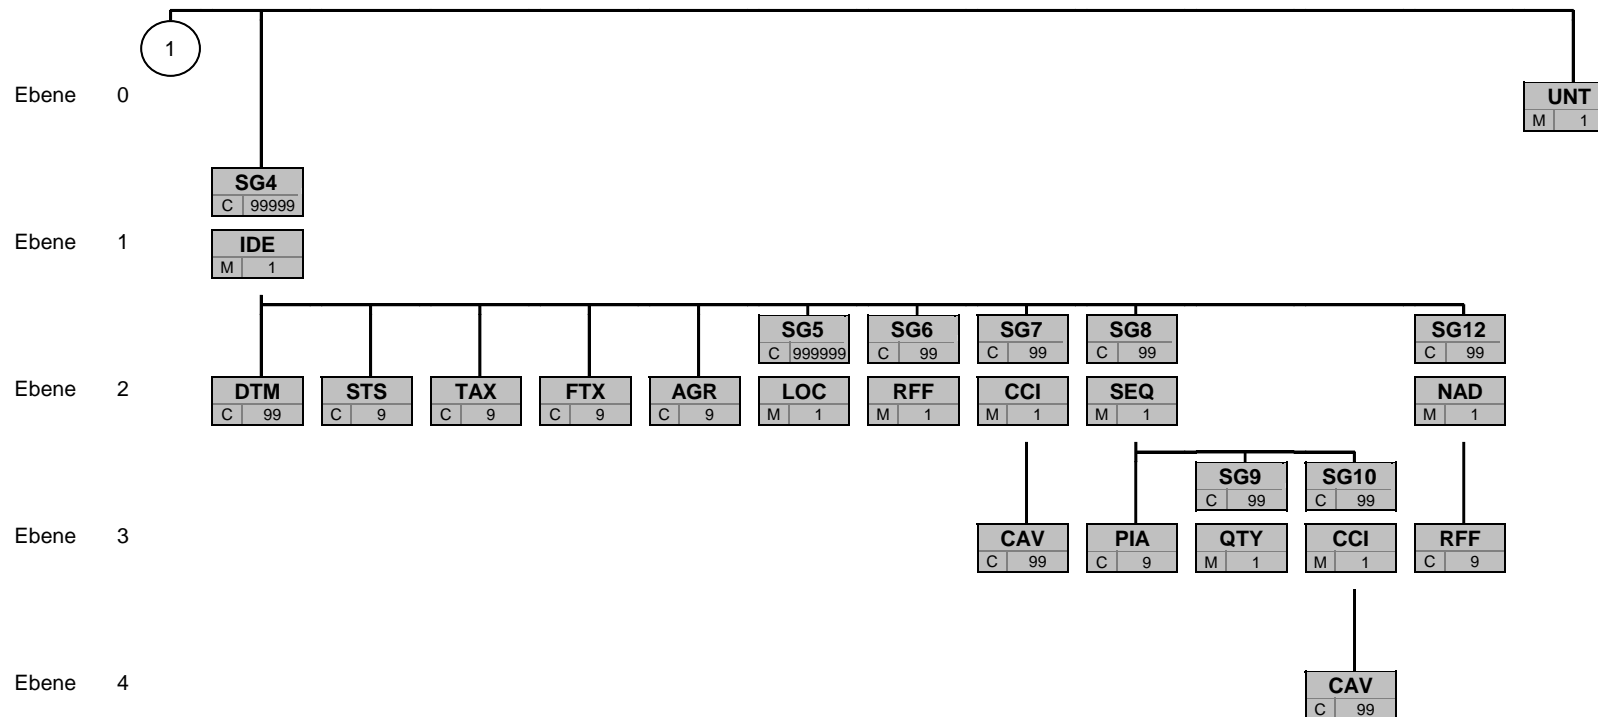 1
Ebene 0
UNT
M 1
SG4
C 99999
Ebene 1
IDE
M 1
SG5 SG6 SG7 SG8 SG12
C 999999 C 99 C 99 C 99 C 99
Ebene 2
DTM STS TAX FTX AGR LOC RFF CCI SEQ NAD
C 99 C 9 C 9 C 9 C 9 M 1 M 1 M 1 M 1 M 1
SG9 SG10
C 99 C 99
Ebene 3
CAV PIA QTY CCI RFF
C 99 C 9 M 1 M 1 C 9
Ebene 4
CAV
C 99